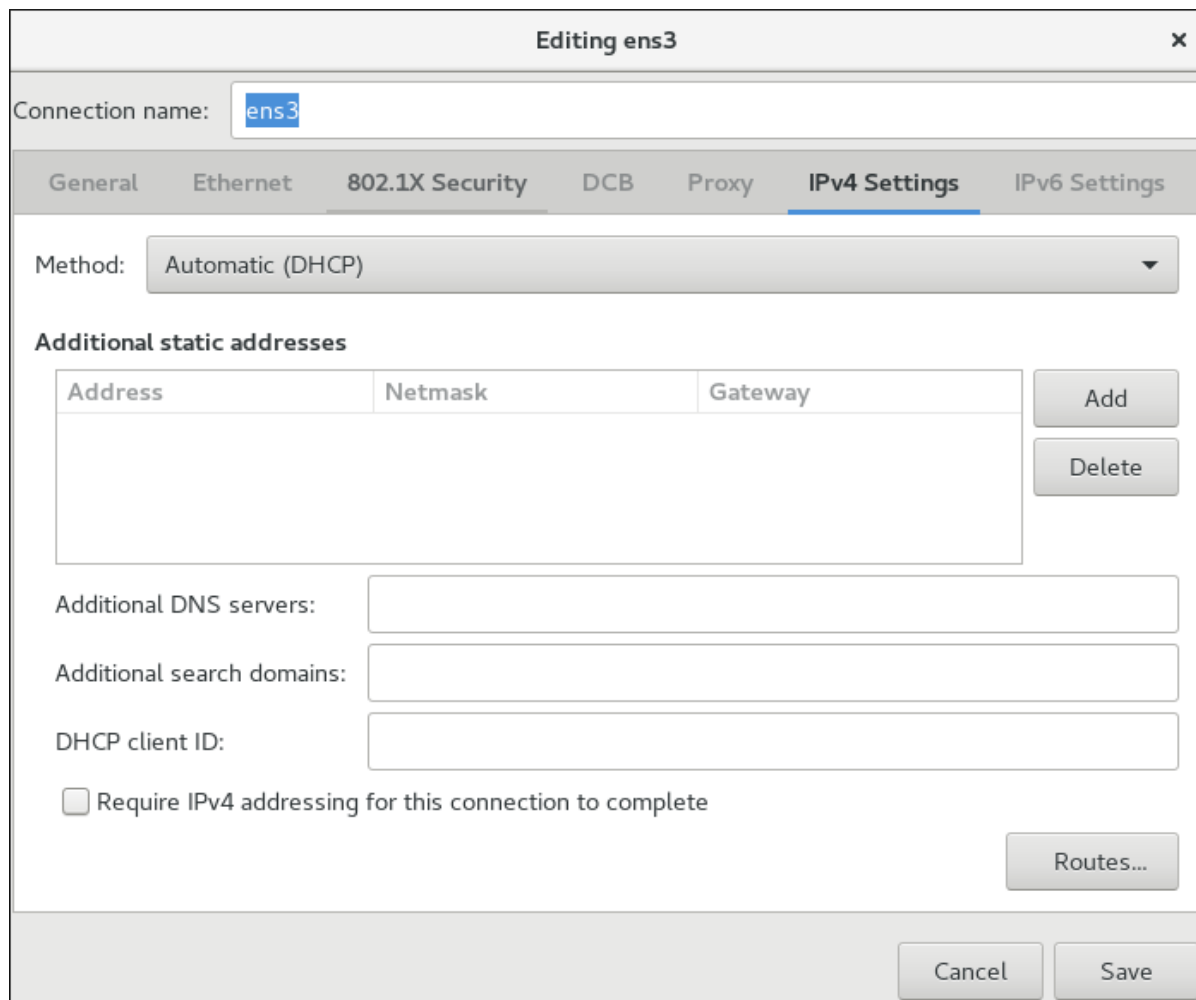 Editing ens3 ×
Connection name: ens3
General Ethernet 802.1X Security DCB Proxy IPv4 Settings IPv6 Settings
Method: Automatic (DHCP)
Additional static addresses
Address Netmask Gateway Add
Delete
Additional DNS servers:
Additional search domains:
DHCP client ID:
Require IPv4 addressing for this connection to complete
Routes...
Cancel Save